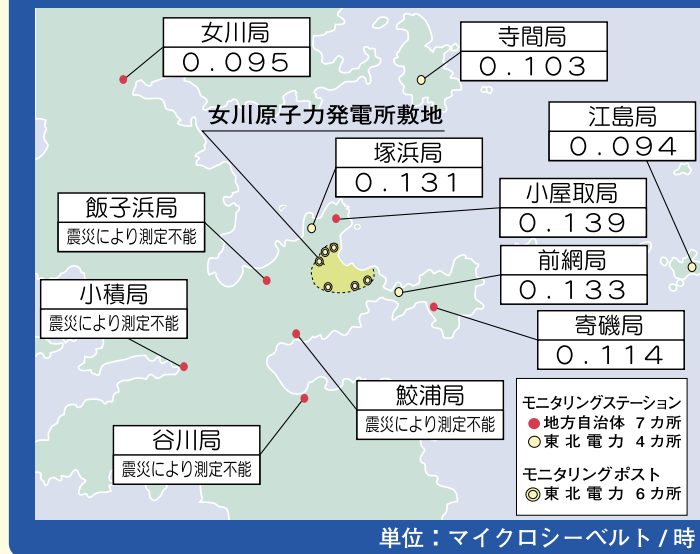 女川局
0.095
寺間局
0.103
江島局
0.094
女川原子力発電所敷地
塚浜局
0.131
小屋取局
0.139
飯子浜局
震災により測定不能
前網局
0.133
小積局
震災により測定不能
寄磯局
0.114
鮫浦局
震災により測定不能
谷川局
震災により測定不能
モニタリングステーション
地方自治体 7カ所
東北電力 4カ所
モニタリングポスト
東北電力 6カ所
単位：マイクロシーベルト/時